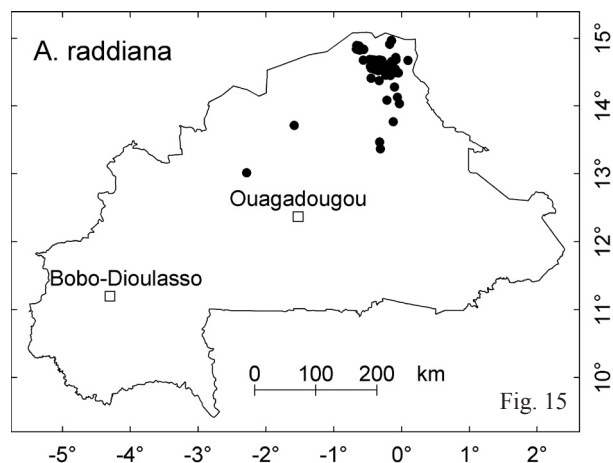 A. raddiana
15°
14°
13°
Ouagadougou
12°
Bobo-Dioulasso
11°
0 100 200 km
10°
Fig. 15
-5° -4° -3° -2° -1° 0° 1° 2°